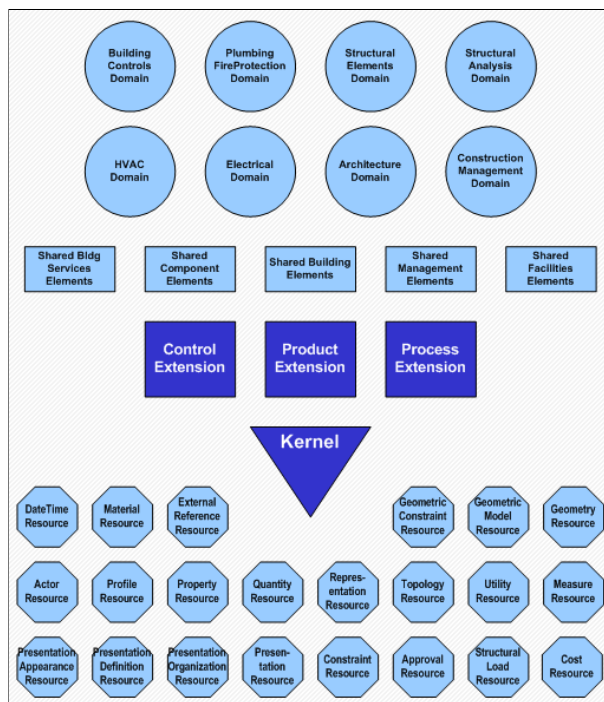 Building
Controls
Domain
Plumbing
FireProtection
Domain
Structural
Elements
Domain
Structural
Analysis
Domain
HVAC
Domain
Electrical
Domain
Architecture
Domain
Construction
Management
Domain
Shared Bldg
Services
Elements
Shared
Component
Elements
Shared Building
Elements
Shared
Management
Elements
Shared
Facilities
Elements
Control
Extension
Product
Extension
Process
Extension
Kernel
DateTime
Resource
Material
Resource
External
Reference
Resource
Geometric
Constraint
Resource
Geometric
Model
Resource
Geometry
Resource
Actor
Resource
Profile
Resource
Property
Resource
Quantity
Resource
Repres-
entation
Resource
Topology
Resource
Utility
Resource
Measure
Resource
Presentation
Appearance
Resource
Presentation
Definition
Resource
Presentation
Organization
Resource
Presen-
tation
Resource
Constraint
Resource
Approval
Resource
Structural
Load
Resource
Cost
Resource